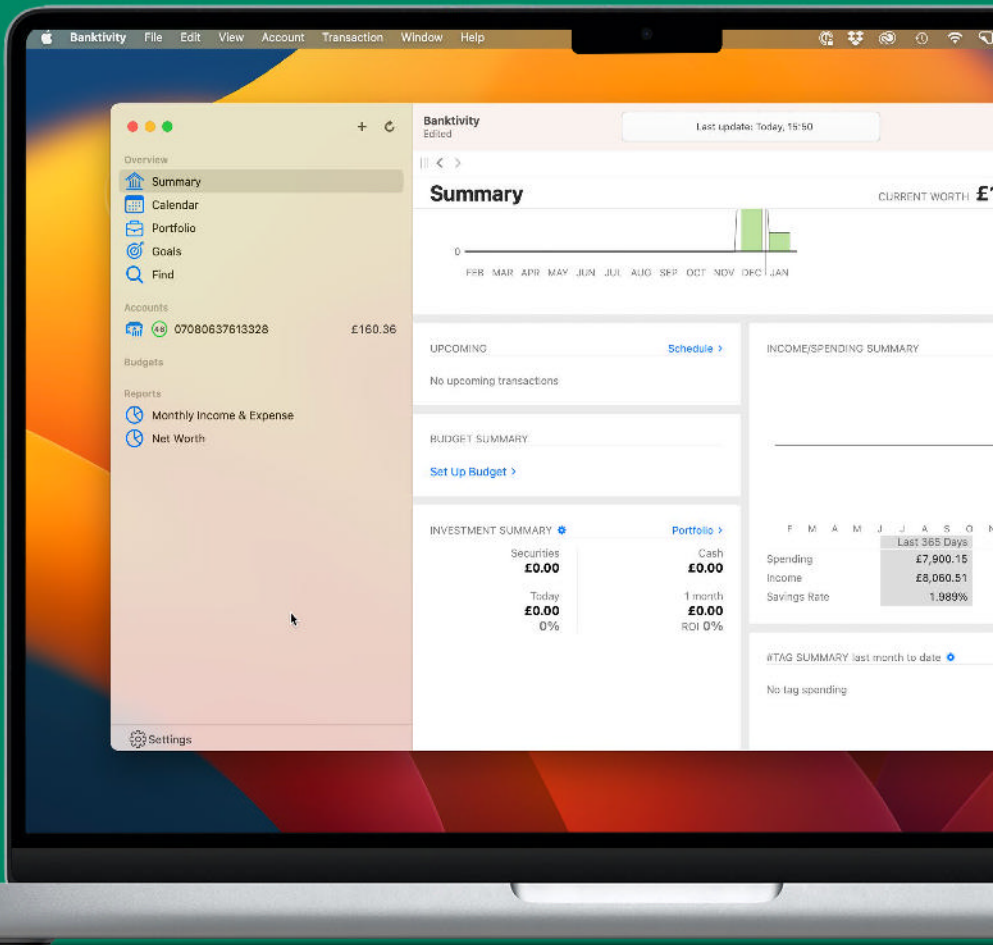 Banktivity File Edit View Account Transaction Window Help
Overview
Summary
Calendar
Portfolio
Goals
Find
Accounts
48 07080637613328 £160.36
Budgets
Reports
Monthly Income & Expense
Net Worth
Settings
Banktivity
Edited
Last update: Today, 15:50
Summary
CURRENT WORTH £1
0
FEB MAR APR MAY JUN JUL AUG SEP OCT NOV DEC JAN
UPCOMING Schedule >
No upcoming transactions
BUDGET SUMMARY
Set Up Budget >
INVESTMENT SUMMARY Portfolio >
Securities Cash
£0.00 £0.00
Today 1 month
£0.00 £0.00
0% ROI 0%
INCOME/SPENDING SUMMARY
F M A M J J A S O N
Last 365 Days
Spending £7,900.15
Income £8,060.51
Savings Rate 1.989%
#TAG SUMMARY last month to date
No tag spending